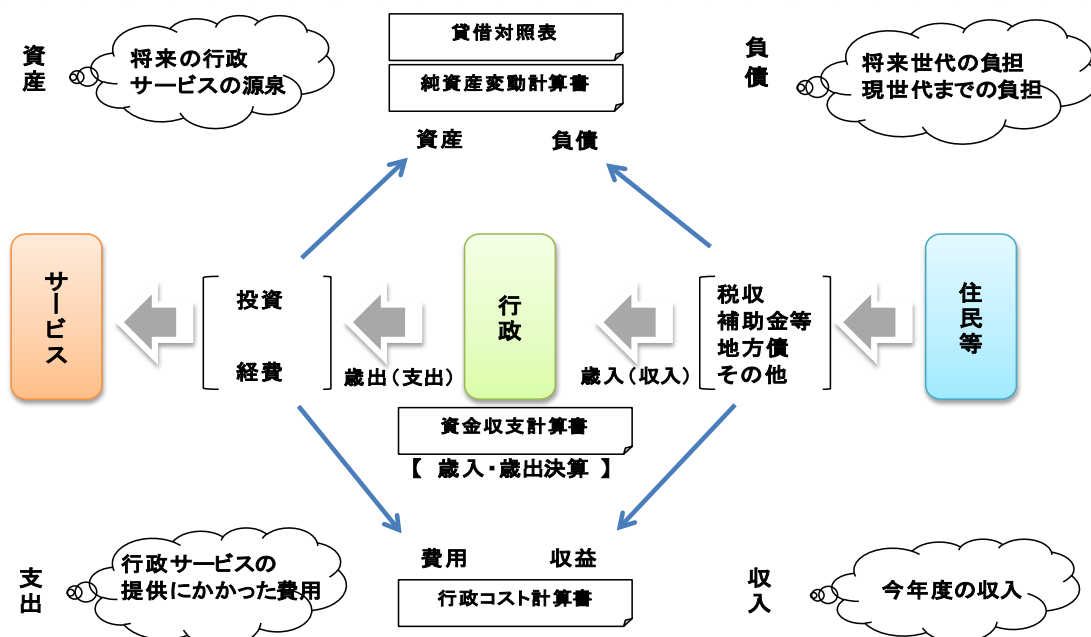 資産
将来の行政
サービスの源泉
貸借対照表
純資産変動計算書
負債
将来世代の負担
現世代までの負担
資産
負債
サービス
投資
経費
歳出(支出)
行政
歳入(収入)
税収
補助金等
地方債
その他
住民等
資金収支計算書
【 歳入・歳出決算 】
支出
行政サービスの
提供にかかった費用
費用
収益
行政コスト計算書
収入
今年度の収入